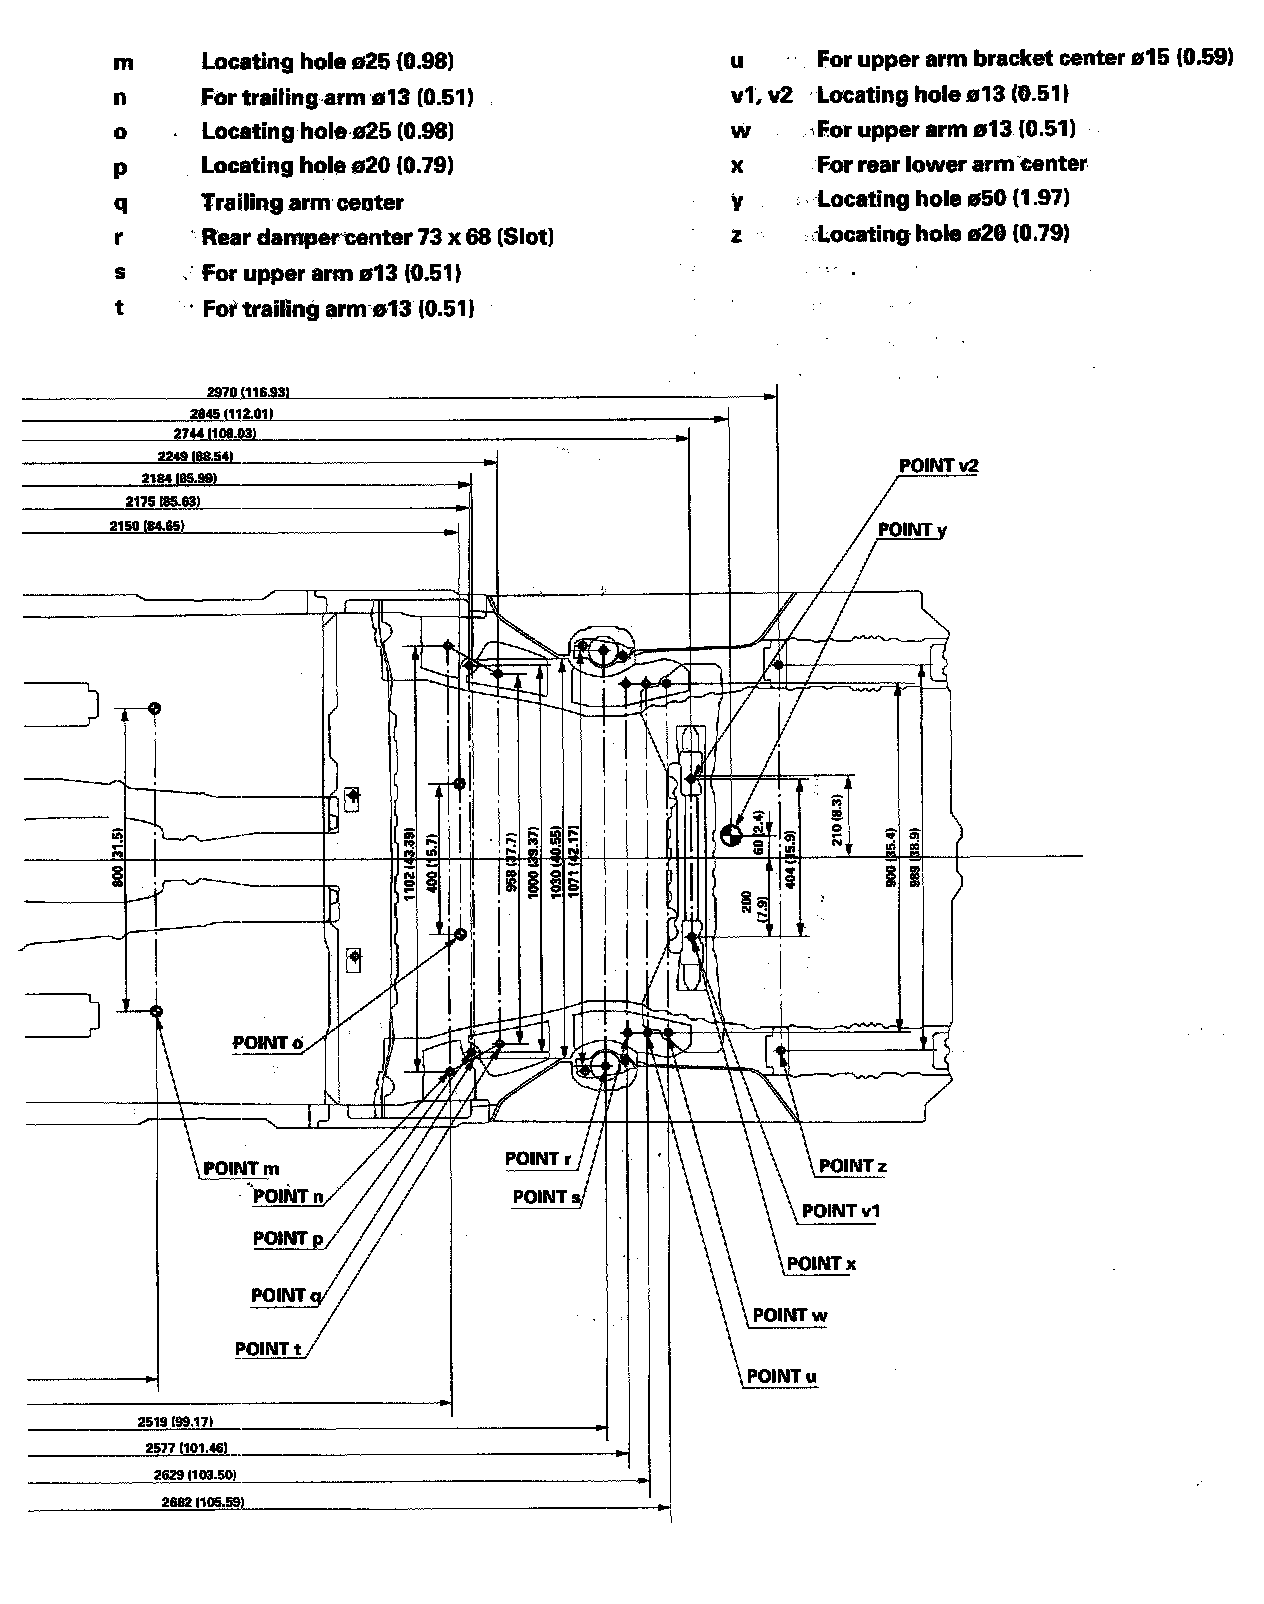 m Locating hole ø25 (0.98)
n For trailing arm ø13 (0.51)
o Locating hole ø25 (0.98)
p Locating hole ø20 (0.79)
q Trailing arm center
r Rear damper center 73 x 68 (Slot)
s For upper arm ø13 (0.51)
t For trailing arm ø13 (0.51)
u For upper arm bracket center ø15 (0.59)
v1, v2 Locating hole ø13 (0.51)
w For upper arm ø13 (0.51)
x For rear lower arm center
y Locating hole ø50 (1.97)
z Locating hole ø20 (0.79)
2970 (116.93)
2845 (112.01)
2744 (108.03)
2249 (88.54)
2184 (85.99)
2175 (85.63)
2150 (84.65)
POINT v2
POINT y
800 (31.5)
1102 (43.39)
400 (15.7)
958 (37.7)
1000 (39.37)
1030 (40.55)
1071 (42.17)
60 (2.4)
200 (7.9)
404 (15.9)
210 (8.3)
900 (35.4)
989 (38.9)
POINT o
POINT m
POINT n
POINT p
POINT q
POINT t
POINT r
POINT s
POINT z
POINT v1
POINT x
POINT w
POINT u
2519 (99.17)
2577 (101.46)
2629 (103.50)
2682 (105.59)